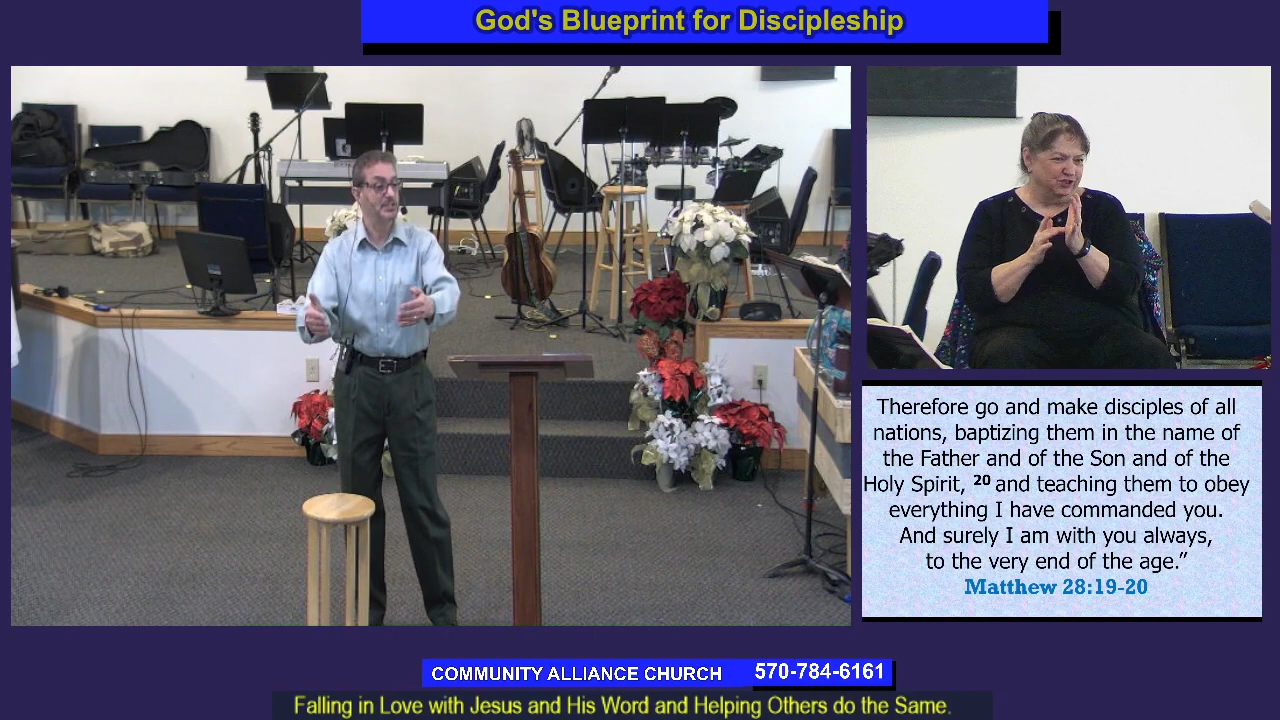 God's Blueprint for Discipleship
Therefore go and make disciples of all
nations, baptizing them in the name of
the Father and of the Son and of the
Holy Spirit, 20 and teaching them to obey
everything I have commanded you.
And surely I am with you always,
to the very end of the age.”
Matthew 28:19-20
COMMUNITY ALLIANCE CHURCH 570-784-6161
Falling in Love with Jesus and His Word and Helping Others do the Same.